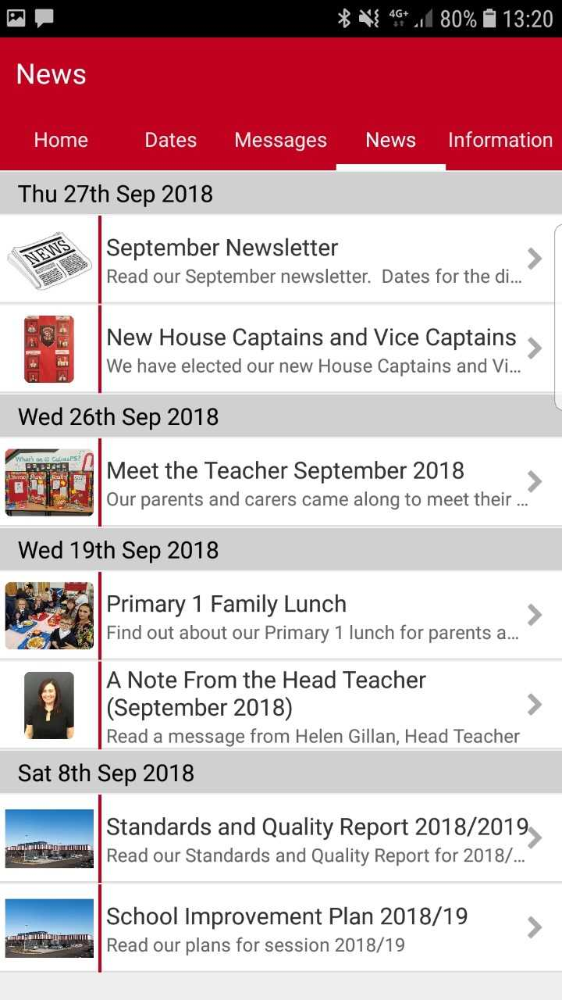 4G+ 80% 13:20
News
Home Dates Messages News Information
Thu 27th Sep 2018
NEWS
September Newsletter
Read our September newsletter.  Dates for the di...
New House Captains and Vice Captains
We have elected our new House Captains and Vi...
Wed 26th Sep 2018
What's on @ CairnsPS?
Meet the Teacher September 2018
Our parents and carers came along to meet their ...
Wed 19th Sep 2018
Primary 1 Family Lunch
Find out about our Primary 1 lunch for parents a...
A Note From the Head Teacher
(September 2018)
Read a message from Helen Gillan, Head Teacher
Sat 8th Sep 2018
Standards and Quality Report 2018/2019
Read our Standards and Quality Report for 2018/...
School Improvement Plan 2018/19
Read our plans for session 2018/19